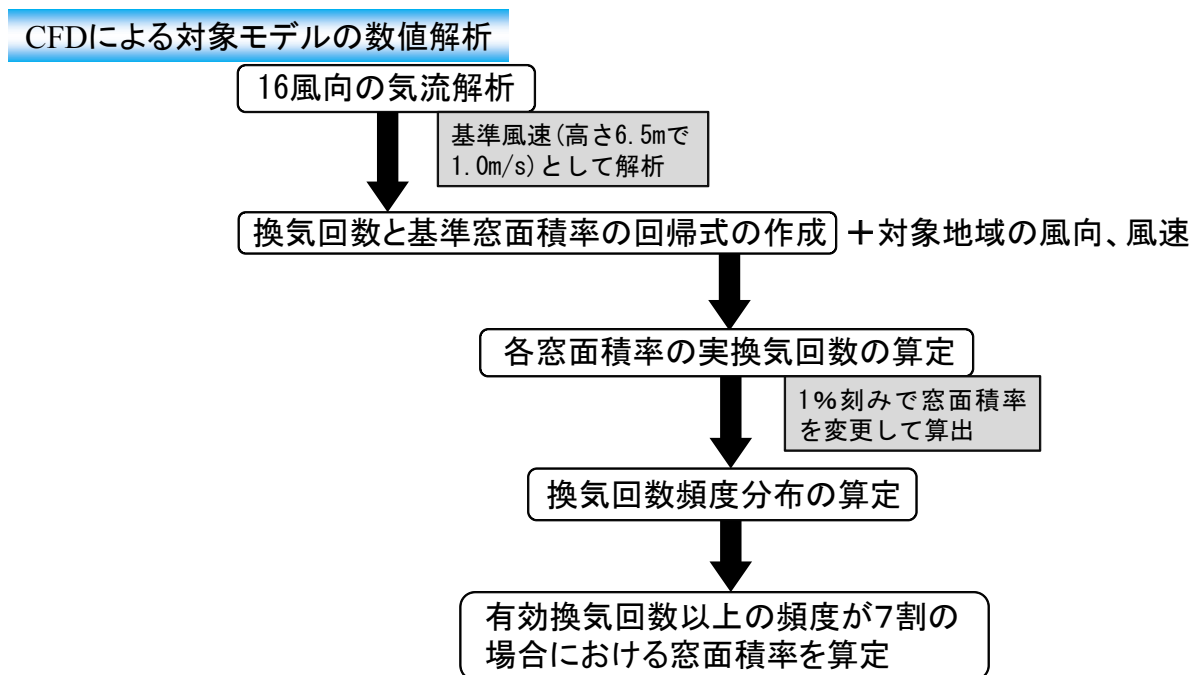 CFDによる対象モデルの数値解析
16風向の気流解析
基準風速(高さ6.5mで
1.0m/s)として解析
換気回数と基準窓面積率の回帰式の作成 ＋対象地域の風向、風速
各窓面積率の実換気回数の算定
1%刻みで窓面積率
を変更して算出
換気回数頻度分布の算定
有効換気回数以上の頻度が7割の
場合における窓面積率を算定